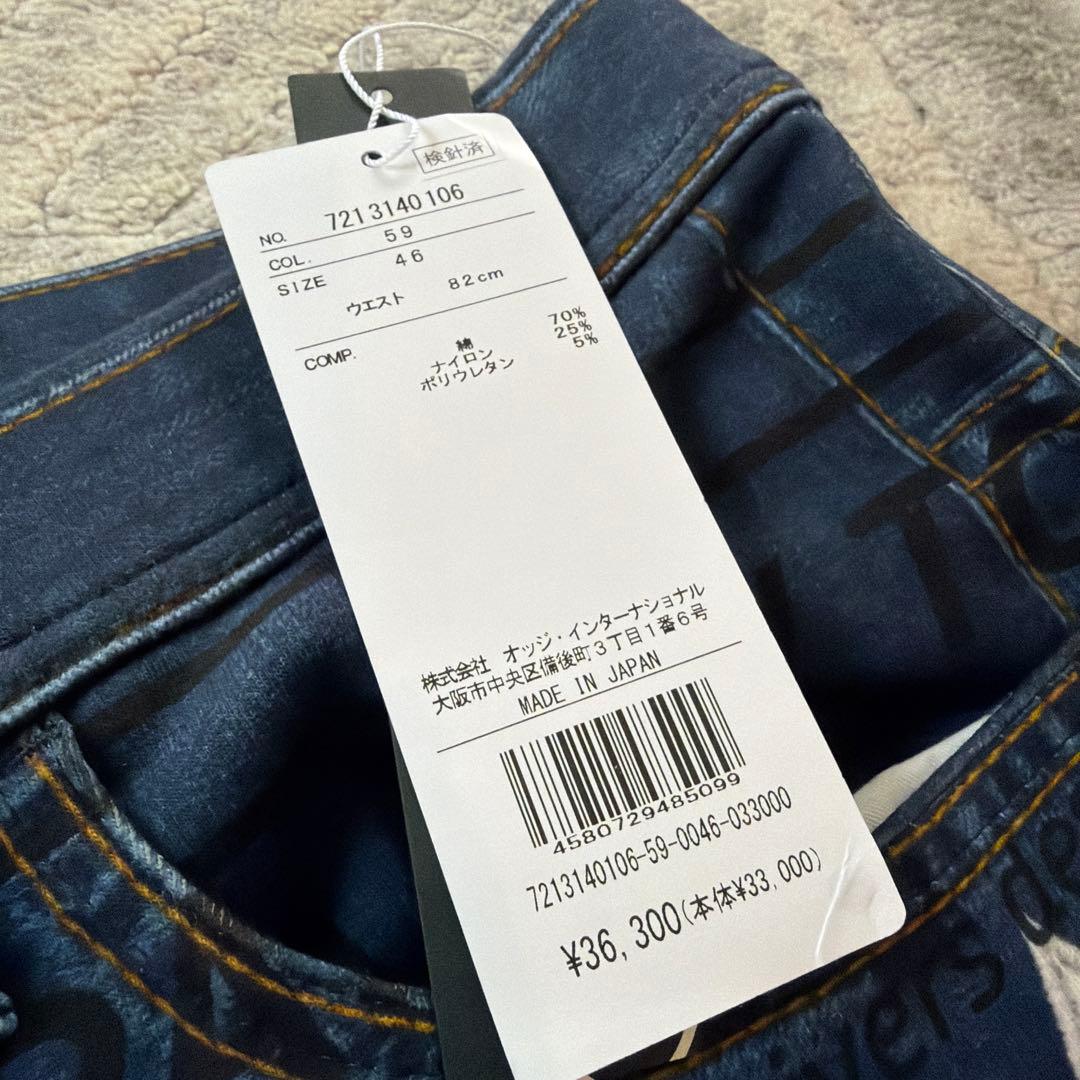 検針済
NO. 7213140106
COL. 59
SIZE 46
ウエスト 82cm
COMP. 綿 70%
ナイロン 25%
ポリウレタン 5%
株式会社 オッジ・インターナショナル
大阪市中央区備後町3丁目1番6号
MADE IN JAPAN
4580729485099
7213140106-59-0046-033000
¥36,300(本体¥33,000)